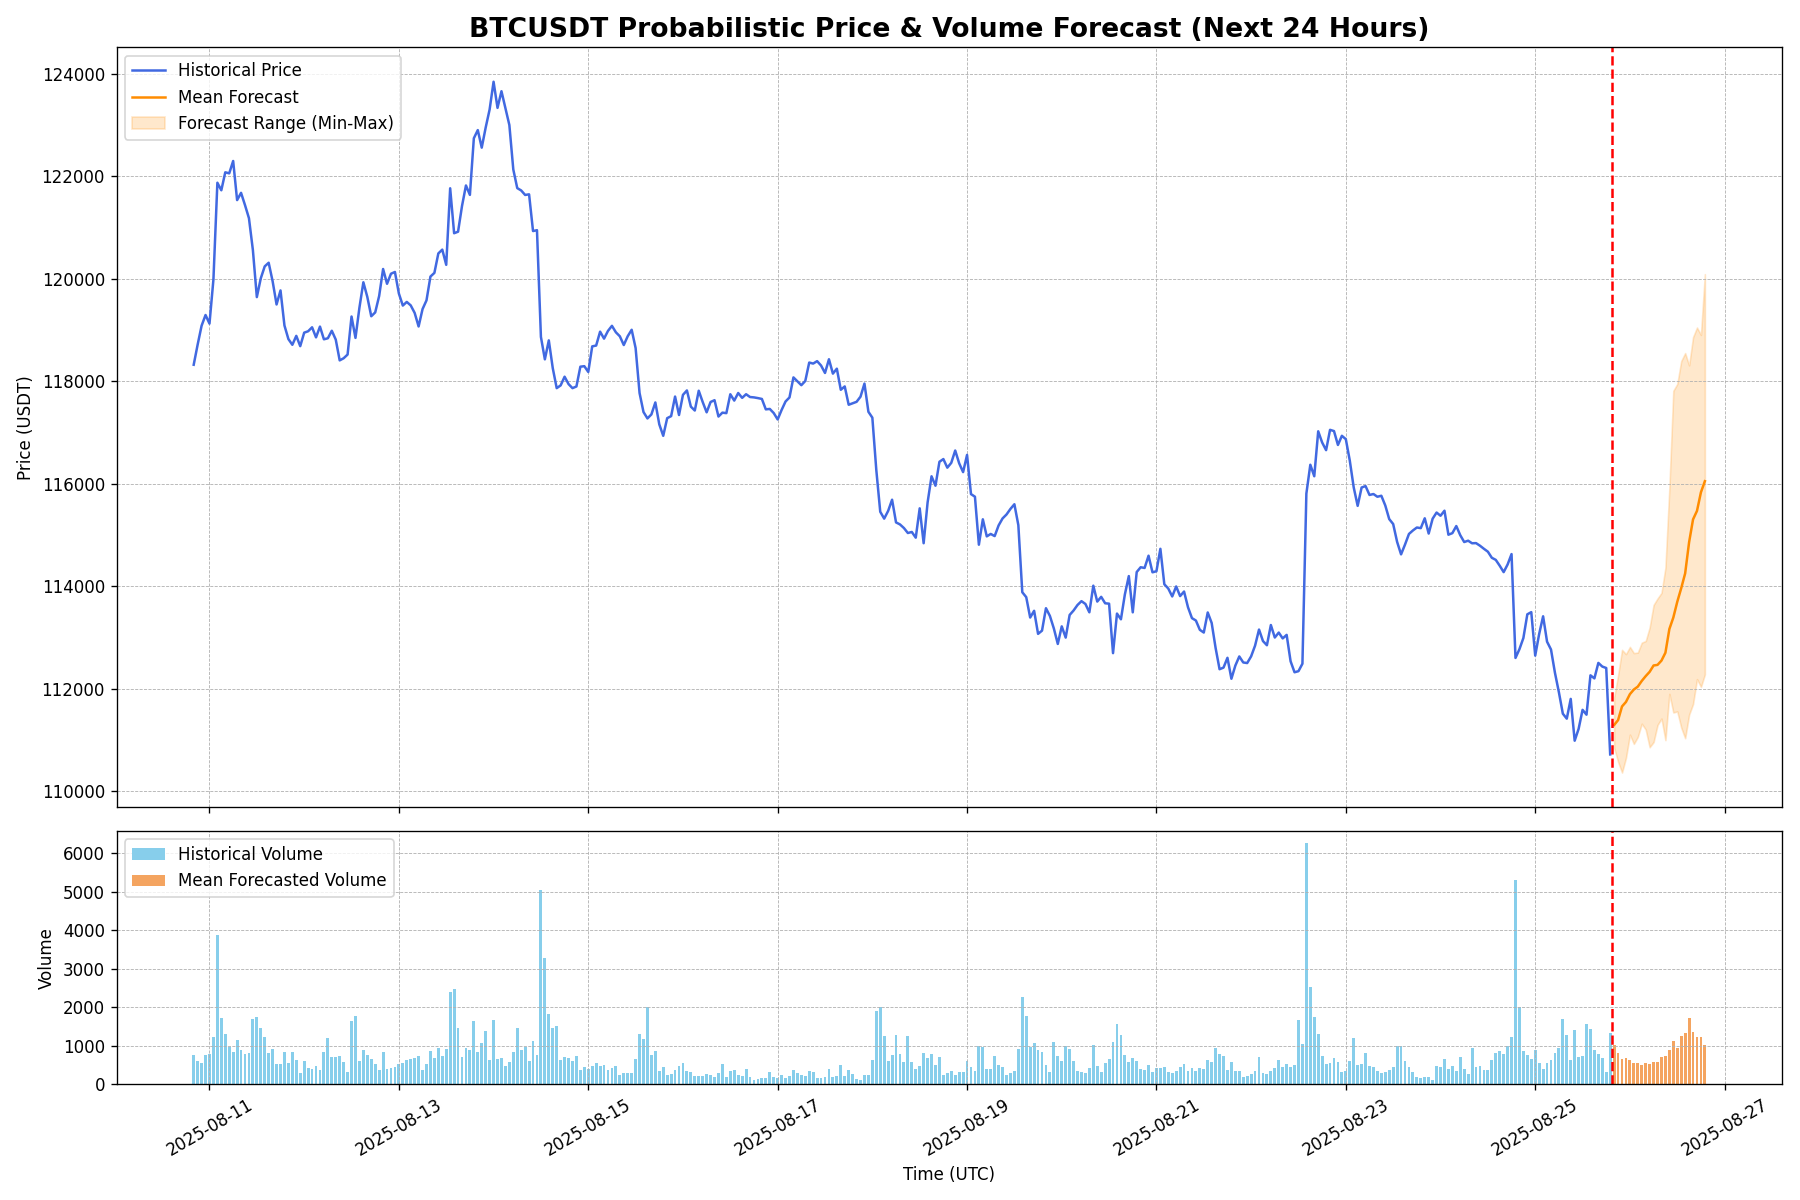 BTCUSDT Probabilistic Price & Volume Forecast (Next 24 Hours)
Historical Price
Mean Forecast
Forecast Range (Min-Max)
Price (USDT)
124000
122000
120000
118000
116000
114000
112000
110000
Historical Volume
Mean Forecasted Volume
Volume
6000
5000
4000
3000
2000
1000
0
2025-08-11
2025-08-13
2025-08-15
2025-08-17
2025-08-19
2025-08-21
2025-08-23
2025-08-25
2025-08-27
Time (UTC)